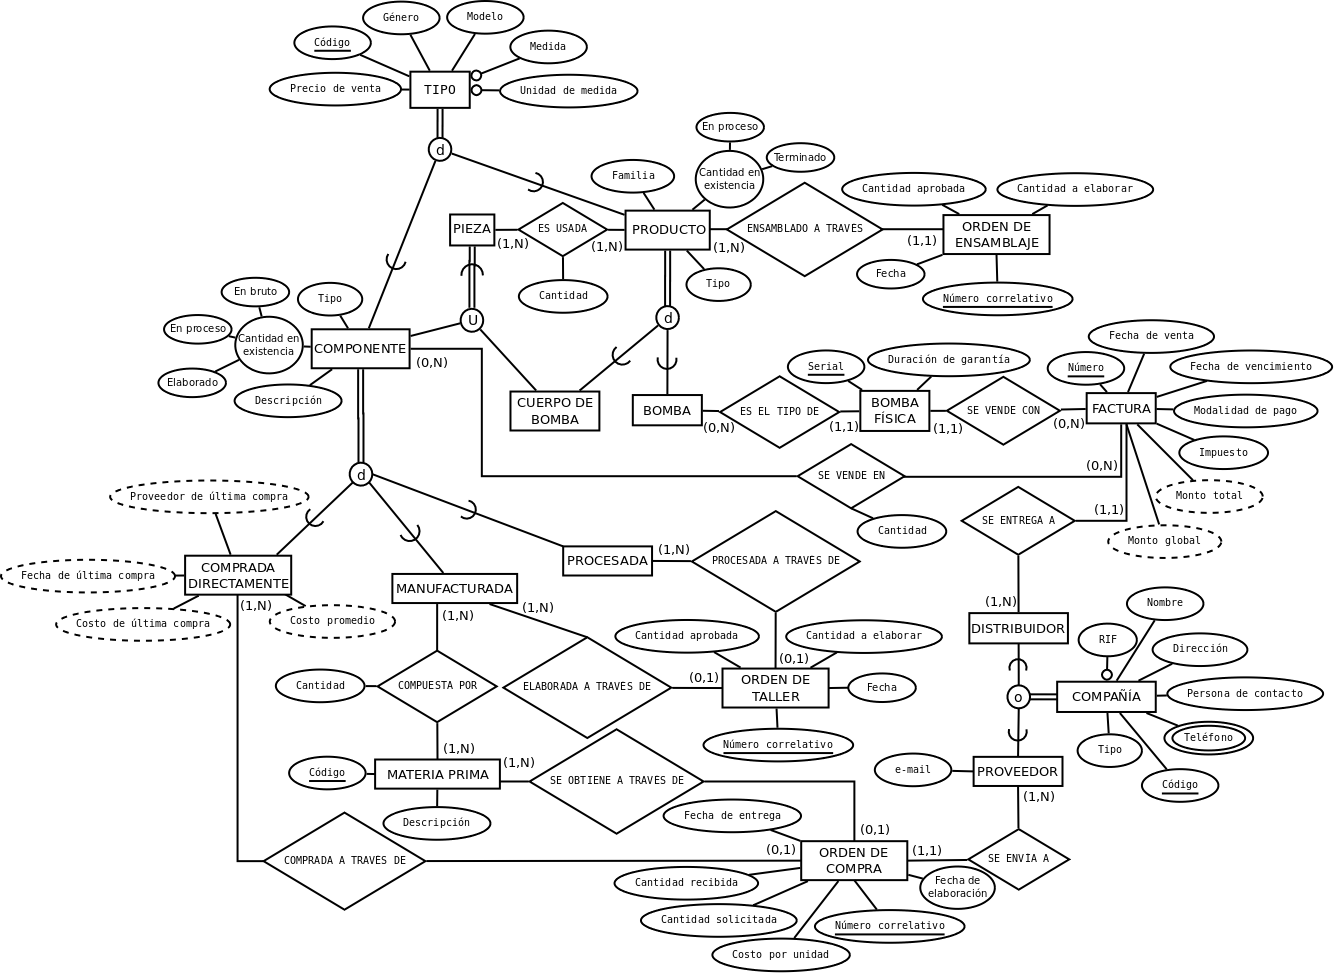 Género
Modelo
Código
Medida
Precio de venta
TIPO
Unidad de medida
d
En proceso
Terminado
Familia
Cantidad en
existencia
Cantidad aprobada
Cantidad a elaborar
PIEZA
ES USADA
PRODUCTO
ENSAMBLADO A TRAVES
ORDEN DE
ENSAMBLAJE
(1,N)
(1,N)
(1,N)
(1,1)
Fecha
Tipo
Cantidad
Número correlativo
En bruto
Tipo
En proceso
Cantidad en
existencia
COMPONENTE
U
d
(0,N)
Elaborado
Descripción
Fecha de venta
Serial
Duración de garantía
Número
Fecha de vencimiento
CUERPO DE
BOMBA
BOMBA
ES EL TIPO DE
BOMBA
FÍSICA
SE VENDE CON
FACTURA
Modalidad de pago
(0,N)
(1,1)
(1,1)
(0,N)
Impuesto
d
SE VENDE EN
(0,N)
Proveedor de última compra
Monto total
(1,1)
SE ENTREGA A
Cantidad
Monto global
COMPRADA
DIRECTAMENTE
Fecha de última compra
PROCESADA
(1,N)
PROCESADA A TRAVES DE
MANUFACTURADA
(1,N)
Costo de última compra
Costo promedio
(1,N)
(1,N)
(1,N)
Nombre
DISTRIBUIDOR
Cantidad aprobada
Cantidad a elaborar
RIF
Dirección
(0,1)
Cantidad
COMPUESTA POR
ELABORADA A TRAVES DE
(0,1)
ORDEN DE
TALLER
Fecha
o
COMPAÑÍA
Persona de contacto
Número correlativo
Tipo
Teléfono
(1,N)
(1,N)
Código
MATERIA PRIMA
SE OBTIENE A TRAVES DE
e-mail
PROVEEDOR
Código
(1,N)
Descripción
Fecha de entrega
(0,1)
COMPRADA A TRAVES DE
(0,1)
ORDEN DE
COMPRA
(1,1)
SE ENVIA A
Cantidad recibida
Fecha de
elaboración
Cantidad solicitada
Número correlativo
Costo por unidad